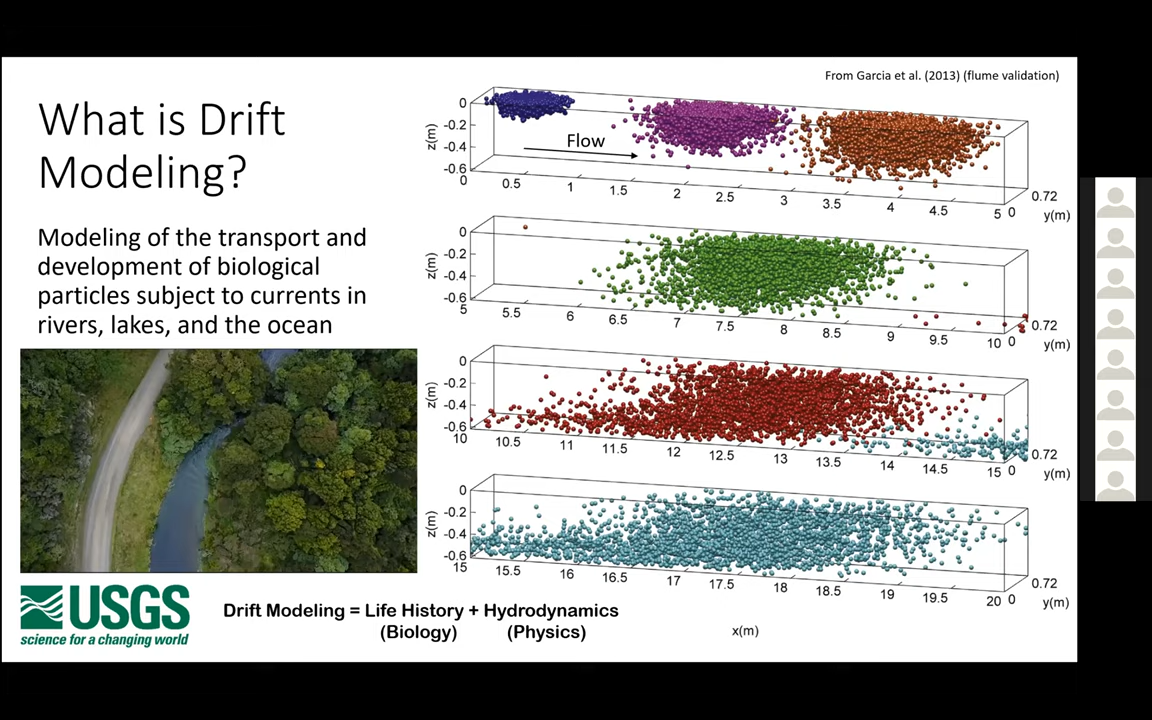 From Garcia et al. (2013) (flume validation)
What is Drift
Modeling?
Modeling of the transport and
development of biological
particles subject to currents in
rivers, lakes, and the ocean
USGS
science for a changing world
Drift Modeling = Life History + Hydrodynamics
(Biology) (Physics)
z(m)
0
-0.2
-0.4
-0.6
Flow
0 0.5 1 1.5 2 2.5 3 3.5 4 4.5 5 0 0.72
y(m)
z(m)
0
-0.2
-0.4
-0.6
5 5.5 6 6.5 7 7.5 8 8.5 9 9.5 10 0 0.72
y(m)
z(m)
0
-0.2
-0.4
-0.6
10 10.5 11 11.5 12 12.5 13 13.5 14 14.5 15 0 0.72
y(m)
z(m)
0
-0.2
-0.4
-0.6
15 15.5 16 16.5 17 17.5 18 18.5 19 19.5 20 0 0.72
y(m)
x(m)